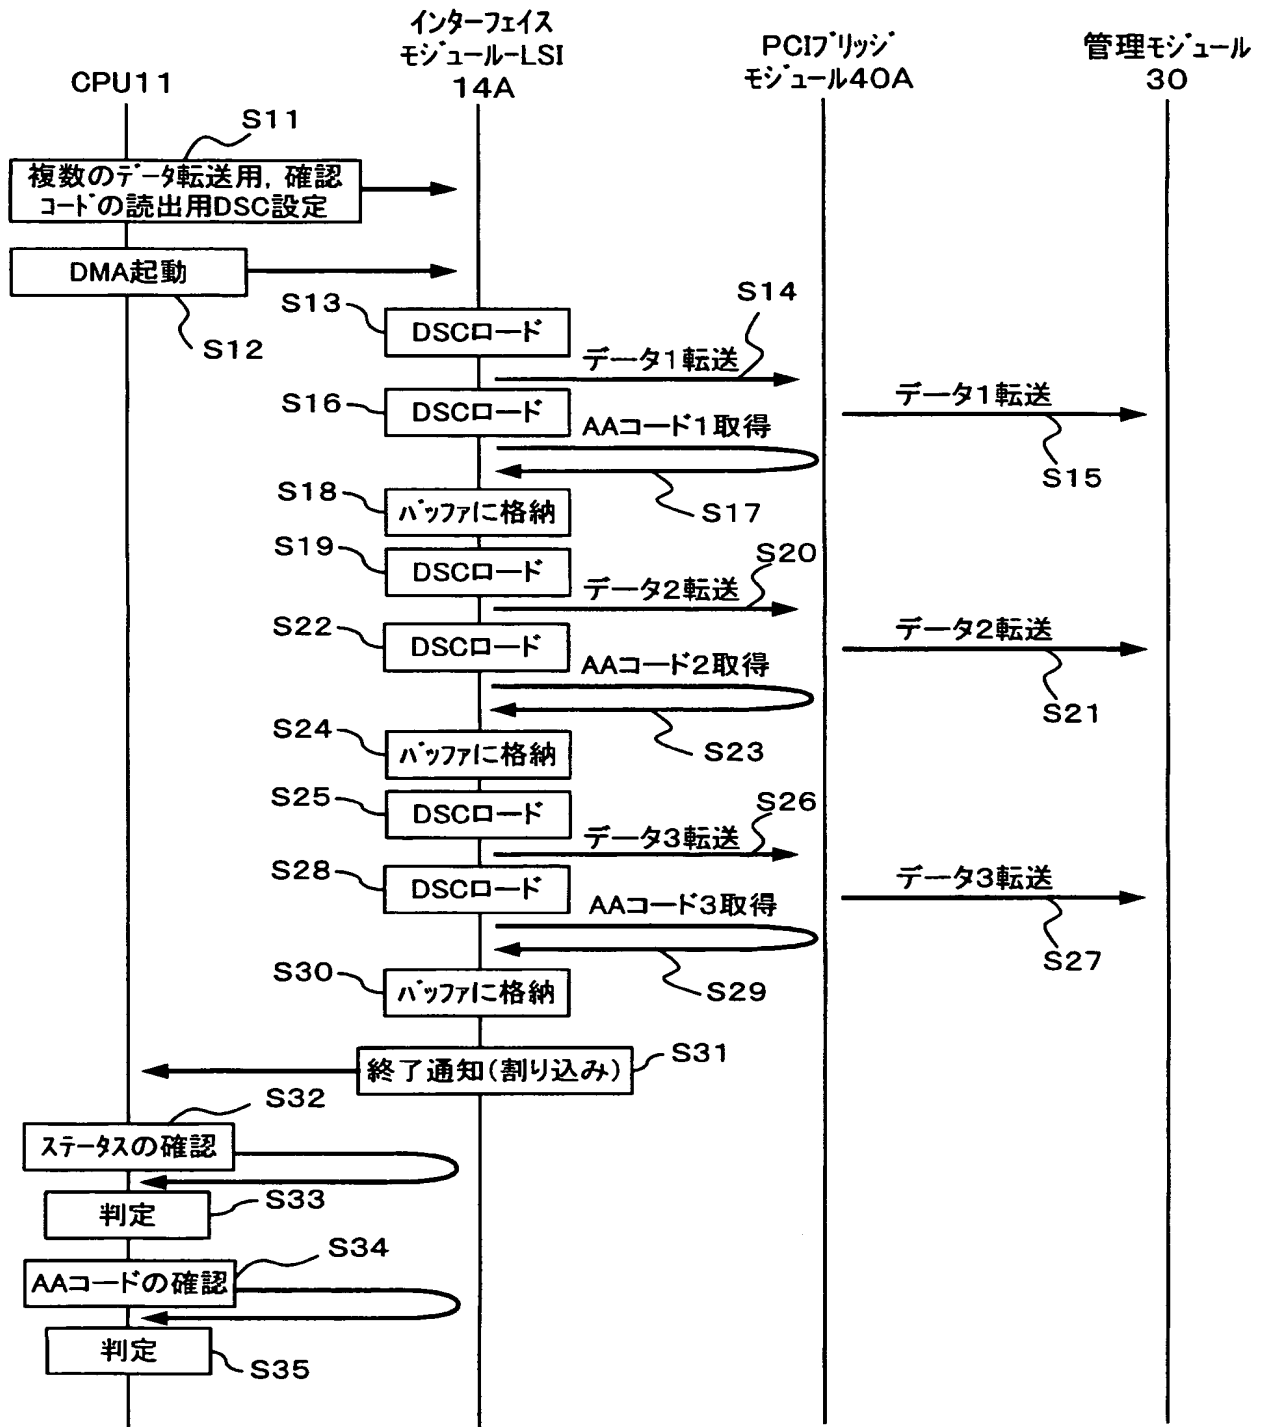 CPU11
インターフェイス
モジュール-LSI
14A
PCIブリッジ
モジュール40A
管理モジュール
30
S11
複数のデータ転送用, 確認
コードの読出用DSC設定
DMA起動
S12
S13
DSCロード
S14
データ1転送
S16
DSCロード
データ1転送
S15
AAコード1取得
S17
S18
バッファに格納
S19
DSCロード
S20
データ2転送
S22
DSCロード
データ2転送
S21
AAコード2取得
S23
S24
バッファに格納
S25
DSCロード
S26
データ3転送
S28
DSCロード
データ3転送
S27
AAコード3取得
S29
S30
バッファに格納
終了通知(割り込み)
S31
S32
ステータスの確認
S33
判定
S34
AAコードの確認
判定
S35